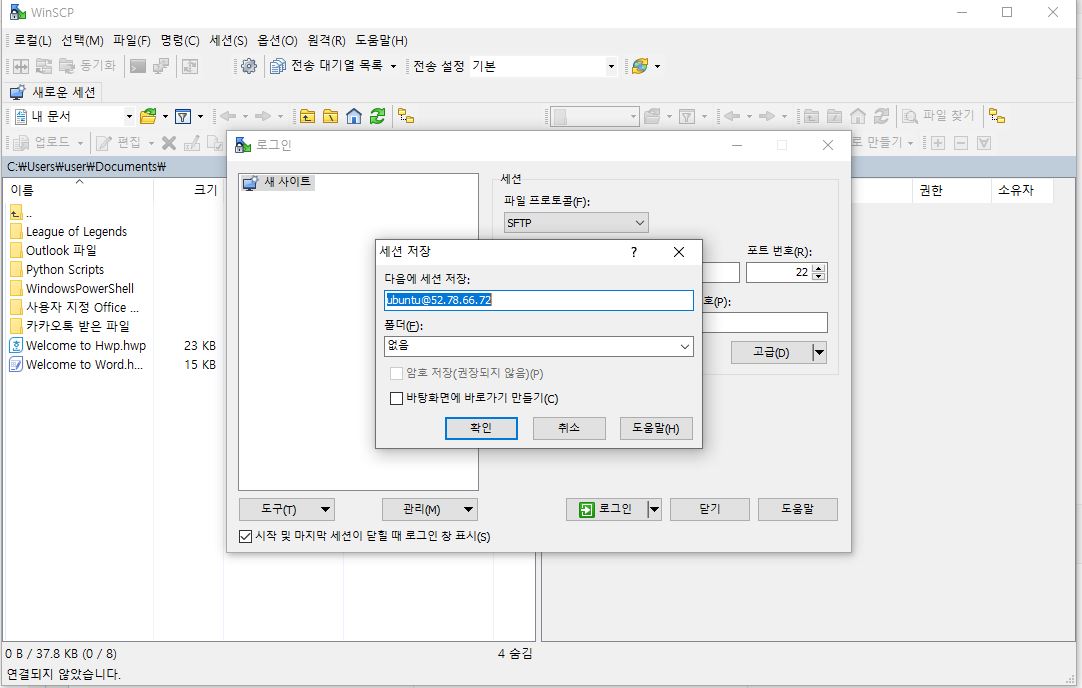 WinSCP
로컬(L) 선택(M) 파일(F) 명령(C) 세션(S) 옵션(O) 원격(R) 도움말(H)
동기화 전송 대기열 목록 전송 설정 기본
새로운 세션
내 문서 파일 찾기
업로드 편집 로 만들기
C:₩Users₩user₩Documents₩
이름 크기 권한 소유자
..
League of Legends
Outlook 파일
Python Scripts
WindowsPowerShell
사용자 지정 Office ...
카카오톡 받은 파일
Welcome to Hwp.hwp 23 KB
Welcome to Word.h... 15 KB
로그인
새 사이트
세션
파일 프로토콜(F):
SFTP
포트 번호(R):
22
호(P):
고급(D)
세션 저장 ?
다음에 세션 저장:
ubuntu@52.78.66.72
폴더(F):
없음
암호 저장(권장되지 않음)(P)
바탕화면에 바로가기 만들기(C)
확인 취소 도움말(H)
도구(T) 관리(M) 로그인 닫기 도움말
시작 및 마지막 세션이 닫힐 때 로그인 창 표시(S)
0 B / 37.8 KB (0 / 8) 4 숨김
연결되지 않았습니다.